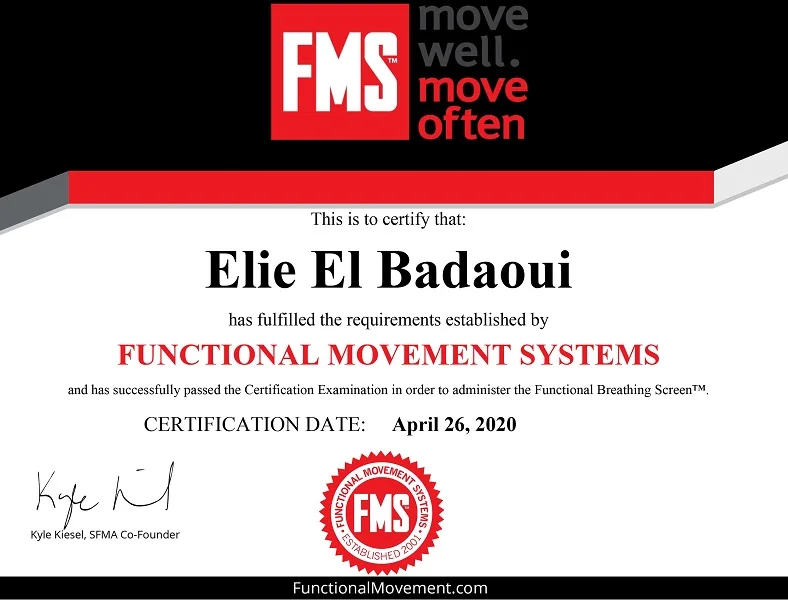 FMS™
move
well.
move
often
This is to certify that:
Elie El Badaoui
has fulfilled the requirements established by
FUNCTIONAL MOVEMENT SYSTEMS
and has successfully passed the Certification Examination in order to administer the Functional Breathing Screen™.
CERTIFICATION DATE: April 26, 2020
Kyle Kiesel, SFMA Co-Founder
FUNCTIONAL MOVEMENT SYSTEMS
FMS
• ESTABLISHED 2001 •
FunctionalMovement.com